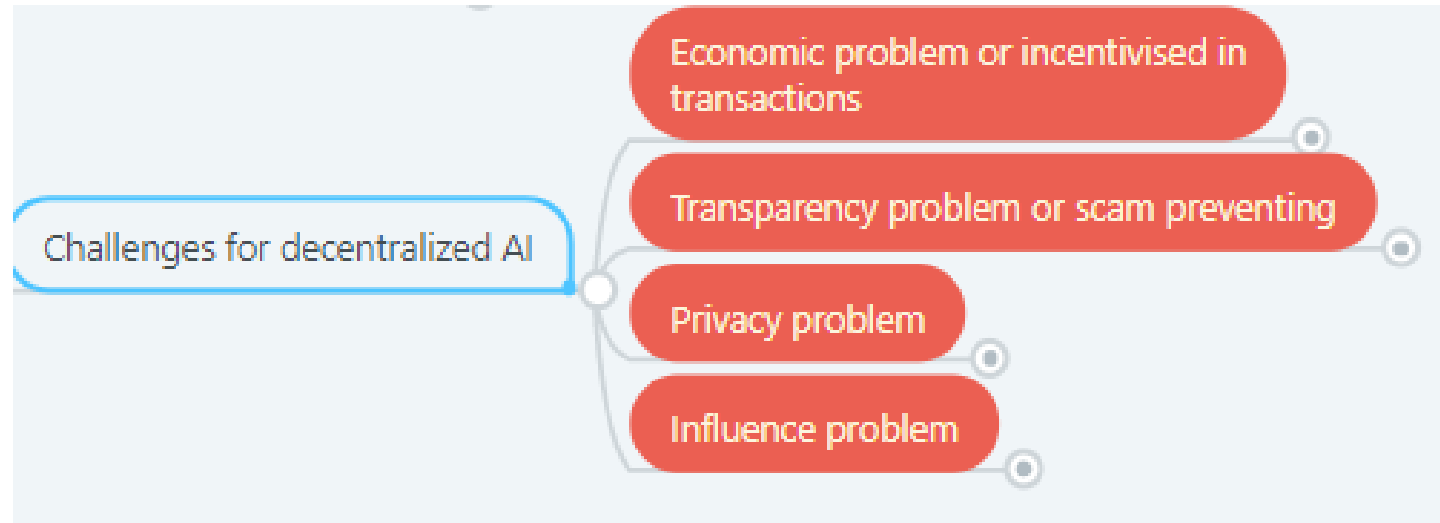 Economic problem or incentivised in
transactions
Transparency problem or scam preventing
Challenges for decentralized AI
Privacy problem
Influence problem